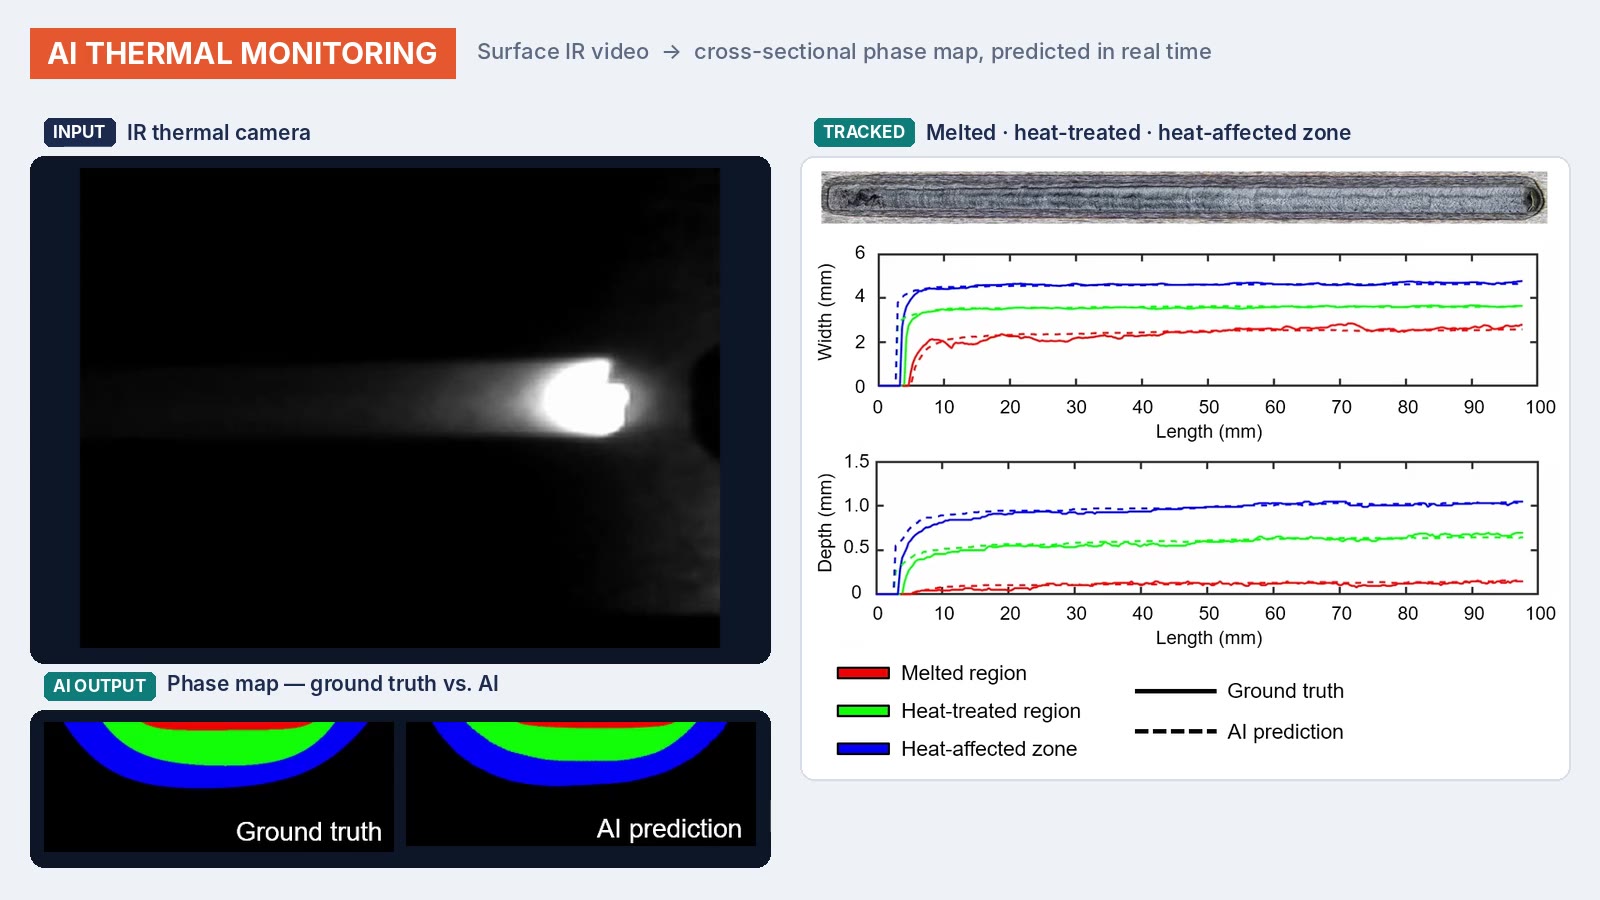 AI THERMAL MONITORING
Surface IR video → cross-sectional phase map, predicted in real time
INPUT IR thermal camera
AI OUTPUT Phase map — ground truth vs. AI
Ground truth
AI prediction
TRACKED Melted · heat-treated · heat-affected zone
Width (mm)
6
4
2
0
0 10 20 30 40 50 60 70 80 90 100
Length (mm)
Depth (mm)
1.5
1.0
0.5
0
0 10 20 30 40 50 60 70 80 90 100
Length (mm)
Melted region
Heat-treated region
Heat-affected zone
Ground truth
AI prediction